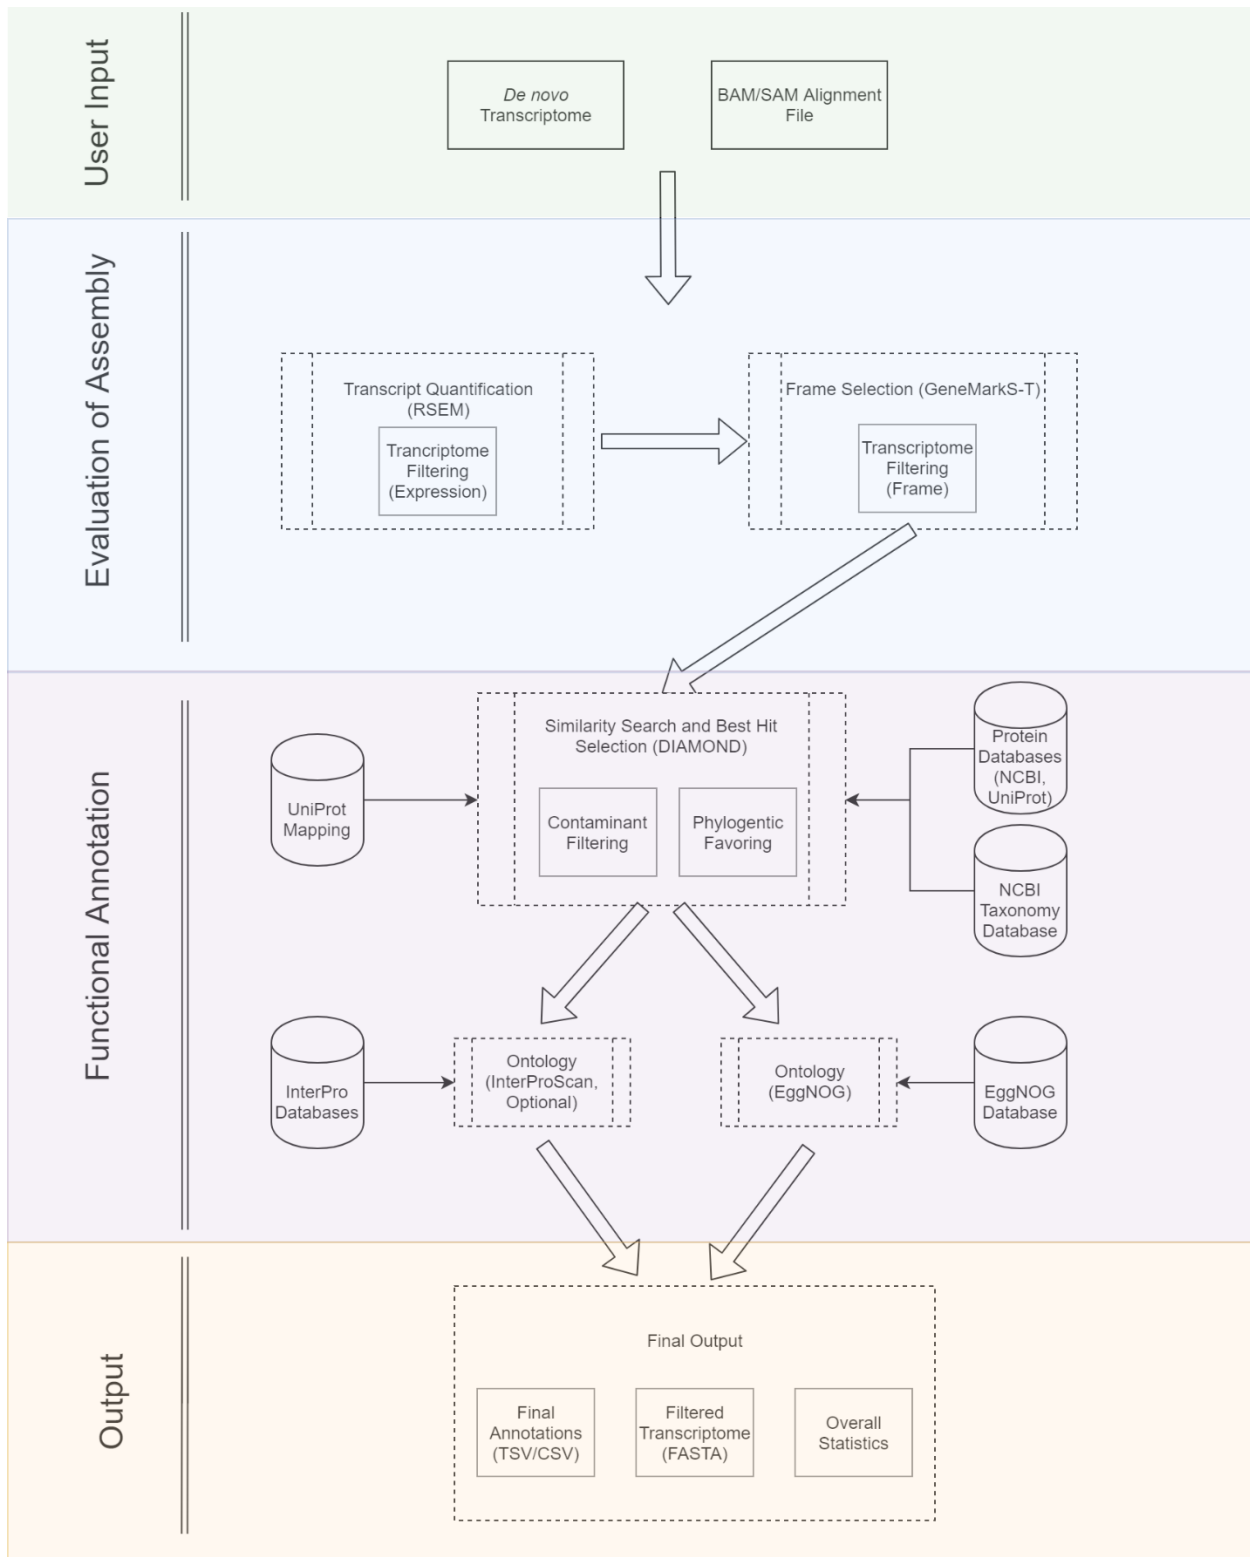 User Input
De novo
Transcriptome
BAM/SAM Alignment
File
Evaluation of Assembly
Transcript Quantification
(RSEM)
Trancriptome
Filtering
(Expression)
Frame Selection (GeneMarkS-T)
Transcriptome
Filtering
(Frame)
Functional Annotation
UniProt
Mapping
Similarity Search and Best Hit
Selection (DIAMOND)
Contaminant
Filtering
Phylogentic
Favoring
Protein
Databases
(NCBI,
UniProt)
NCBI
Taxonomy
Database
InterPro
Databases
Ontology
(InterProScan,
Optional)
Ontology
(EggNOG)
EggNOG
Database
Output
Final Output
Final
Annotations
(TSV/CSV)
Filtered
Transcriptome
(FASTA)
Overall
Statistics